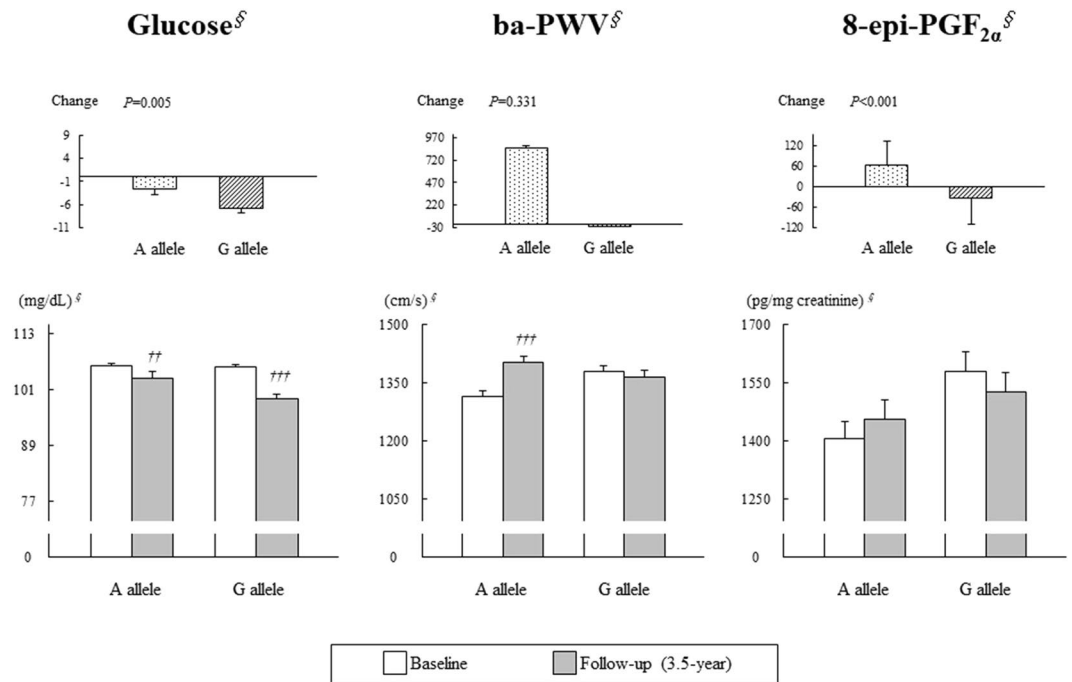 Glucose§ ba-PWV§ 8-epi-PGF2α§
Change P=0.005
9
4
-1
-6
-11
A allele G allele
Change P=0.331
970
720
470
220
-30
A allele G allele
Change P<0.001
120
60
0
-60
-120
A allele G allele
(mg/dL) §
113
101
89
77
0
†† †††
A allele G allele
(cm/s) §
1500
1350
1200
1050
0
†††
A allele G allele
(pg/mg creatinine) §
1700
1550
1400
1250
0
A allele G allele
Baseline Follow-up (3.5-year)